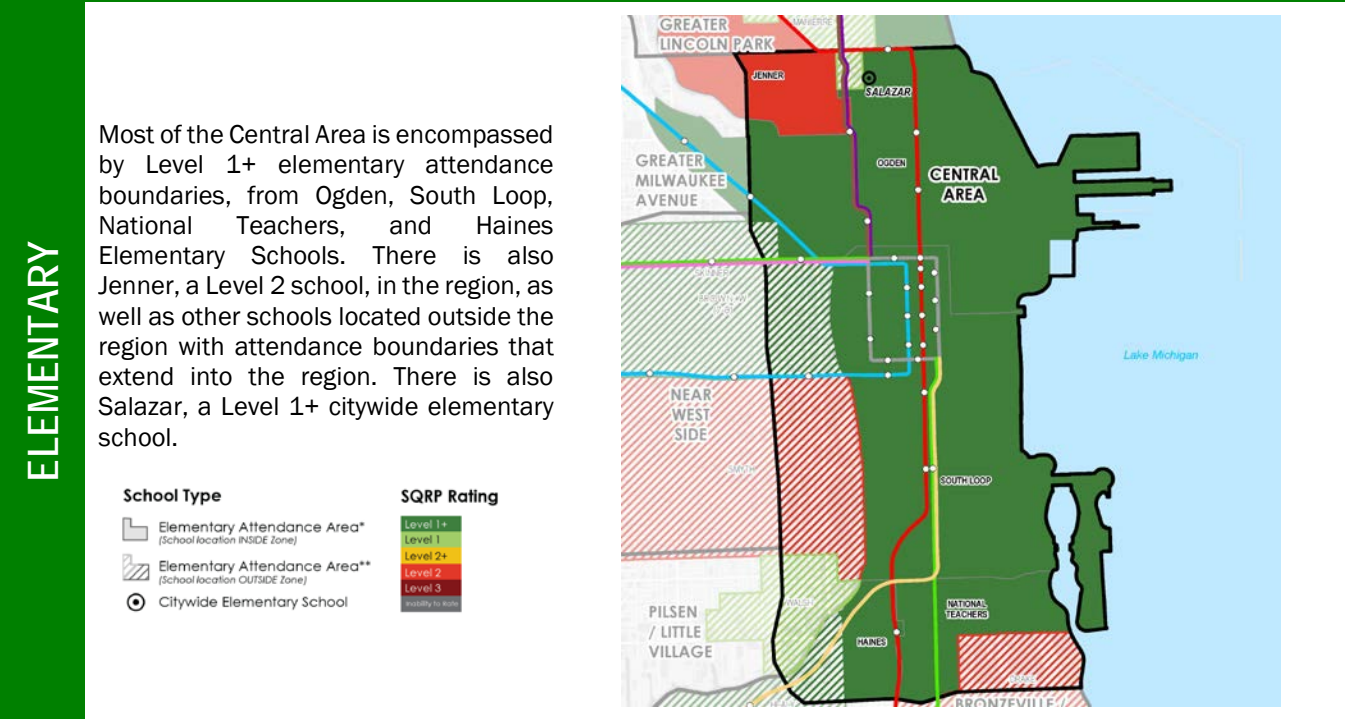 ELEMENTARY
Most of the Central Area is encompassed
by Level 1+ elementary attendance
boundaries, from Ogden, South Loop,
National Teachers, and Haines
Elementary Schools. There is also
Jenner, a Level 2 school, in the region, as
well as other schools located outside the
region with attendance boundaries that
extend into the region. There is also
Salazar, a Level 1+ citywide elementary
school.
School Type
Elementary Attendance Area*
(School location INSIDE Zone)
Elementary Attendance Area**
(School location OUTSIDE Zone)
Citywide Elementary School
SQRP Rating
Level 1+
Level 1
Level 2+
Level 2
Level 3
Inability to Rate
GREATER
LINCOLN PARK
MANIERRE
JENNER
SALAZAR
GREATER
MILWAUKEE
AVENUE
OGDEN
CENTRAL
AREA
SKINNER
Lake Michigan
NEAR
WEST
SIDE
SMYTH
SOUTH LOOP
WALSH
NATIONAL
TEACHERS
PILSEN
/ LITTLE
VILLAGE
HAINES
DRAKE
BRONZEVILLE /